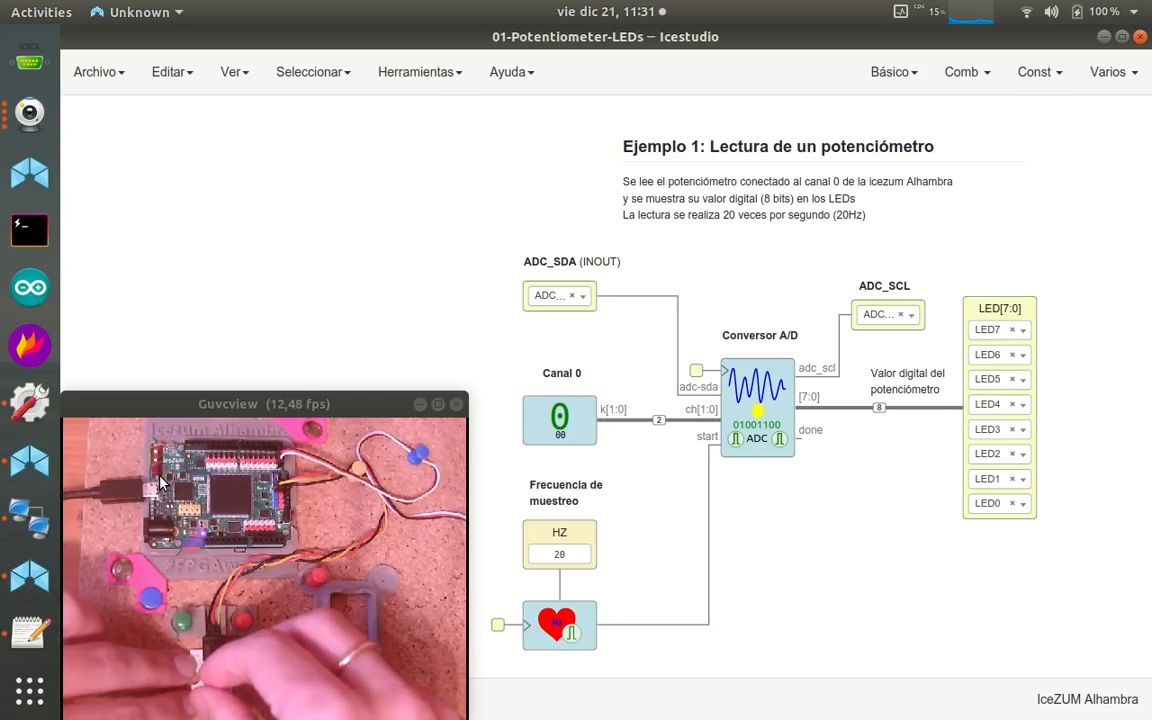 Activities Unknown vie dic 21, 11:31 15% 100 %
01-Potentiometer-LEDs – Icestudio
Archivo Editar Ver Seleccionar Herramientas Ayuda Básico Comb Const Varios
Ejemplo 1: Lectura de un potenciómetro
Se lee el potenciómetro conectado al canal 0 de la icezum Alhambra
y se muestra su valor digital (8 bits) en los LEDs
La lectura se realiza 20 veces por segundo (20Hz)
ADC_SDA (INOUT)
ADC...
ADC_SCL
ADC...
LED[7:0]
LED7
LED6
LED5
LED4
LED3
LED2
LED1
LED0
Conversor A/D
adc-sda
ch[1:0]
start
01001100
ADC
adc_scl
[7:0]
done
Valor digital del
potenciómetro
8
Canal 0
0
00
k[1:0]
2
Frecuencia de
muestreo
HZ
20
Hz
Guvcview (12,48 fps)
Icezum Alhambra
IceZUM
#FPGAwars
IceZUM Alhambra